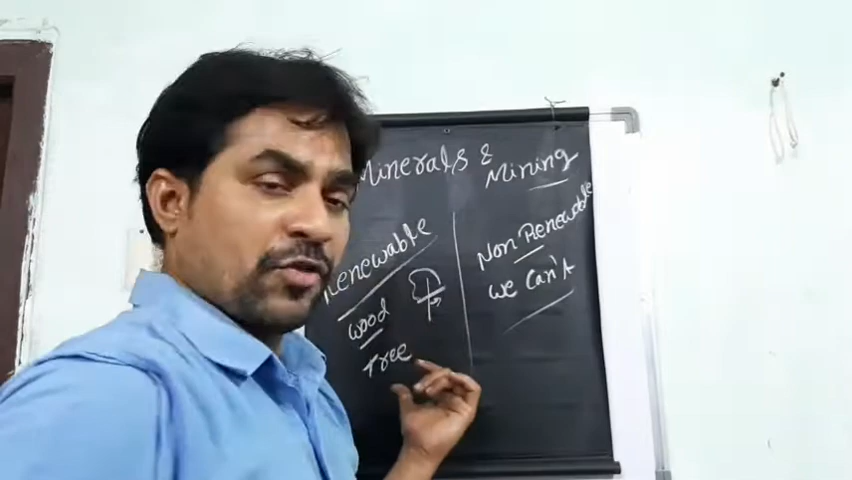 Minerals & Mining
Renewable
wood
Tree
Non Renewable
we Can't